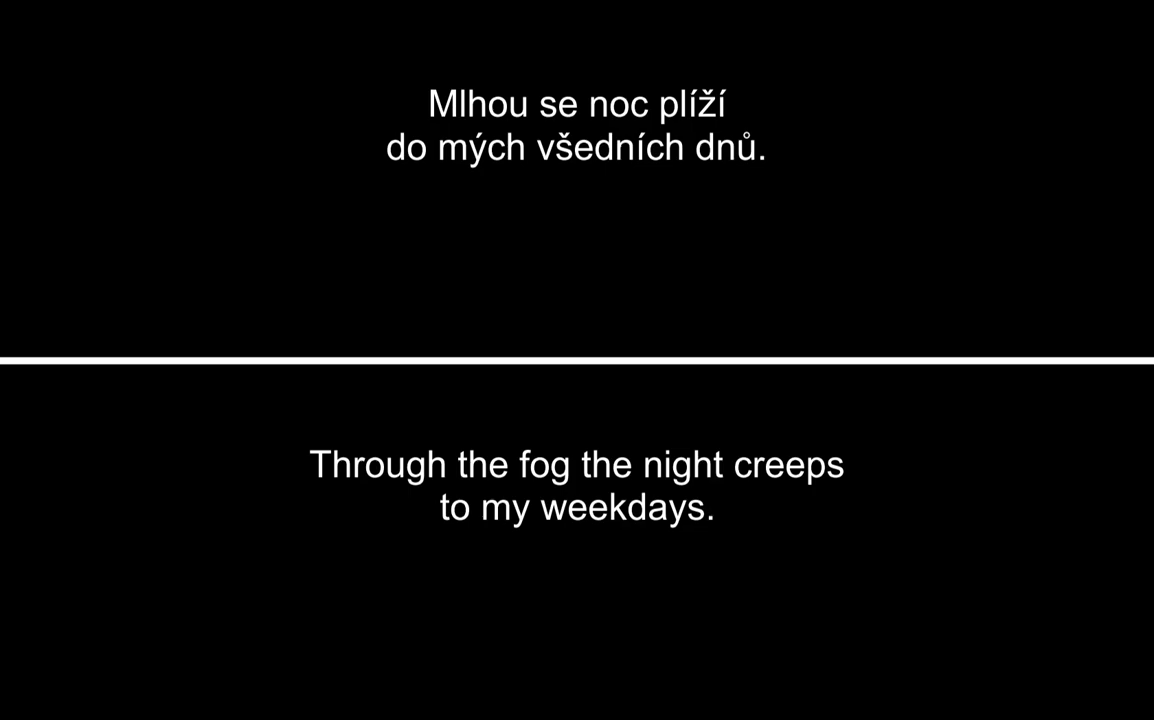 Mlhou se noc plíží
do mých všedních dnů.
Through the fog the night creeps
to my weekdays.